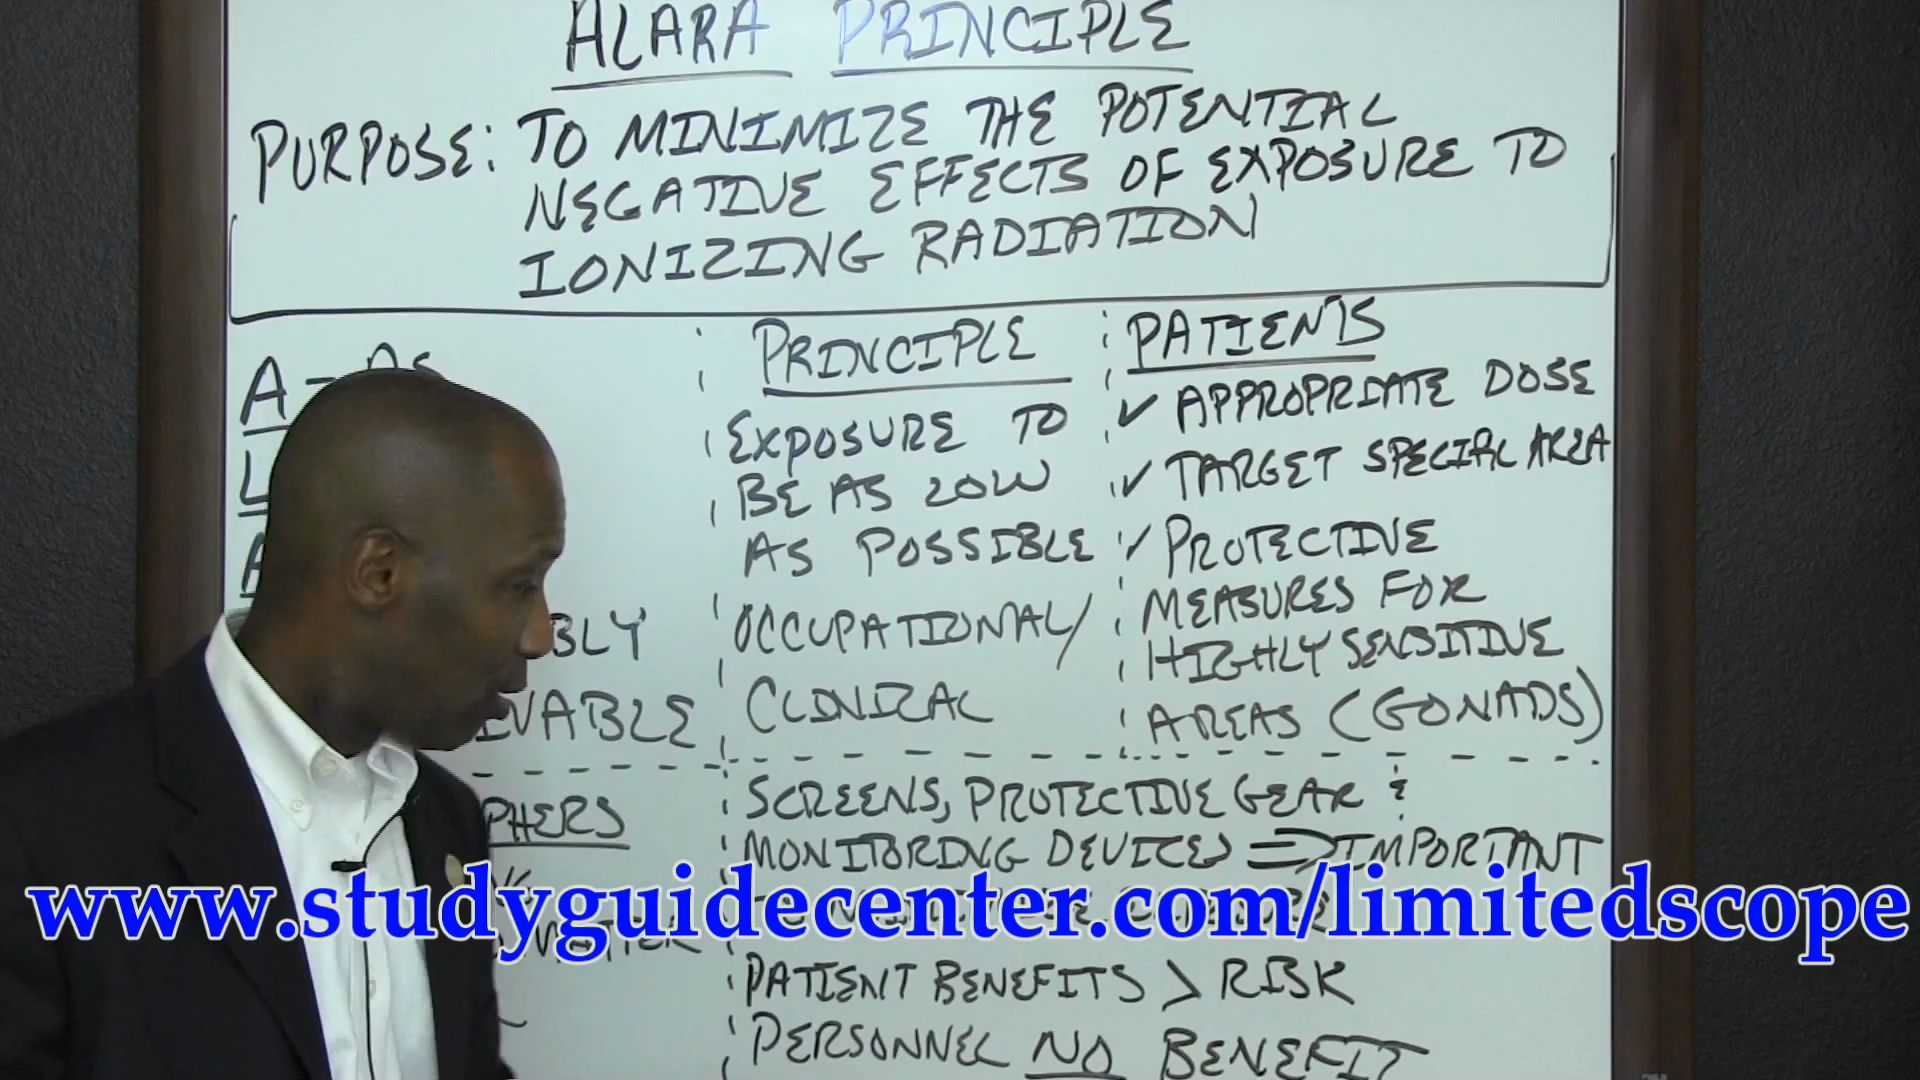 ALARA PRINCIPLE
PURPOSE: TO MINIMIZE THE POTENTIAL
NEGATIVE EFFECTS OF EXPOSURE TO
IONIZING RADIATION
A - As
L
A
BLY
VABLE
PRINCIPLE
EXPOSURE TO
BE AS LOW
AS POSSIBLE
OCCUPATIONAL/
CLINICAL
PATIENTS
✓ APPROPRIATE DOSE
✓ TARGET SPECIAL AREA
✓ PROTECTIVE
MEASURES FOR
HIGHLY SENSITIVE
AREAS (GONADS)
PHERS
MATTER
SCREENS, PROTECTIVE GEAR &
MONITORING DEVICES => IMPORTANT
PATIENT BENEFITS > RISK
PERSONNEL NO BENEFIT
www.studyguidecenter.com/limitedscope